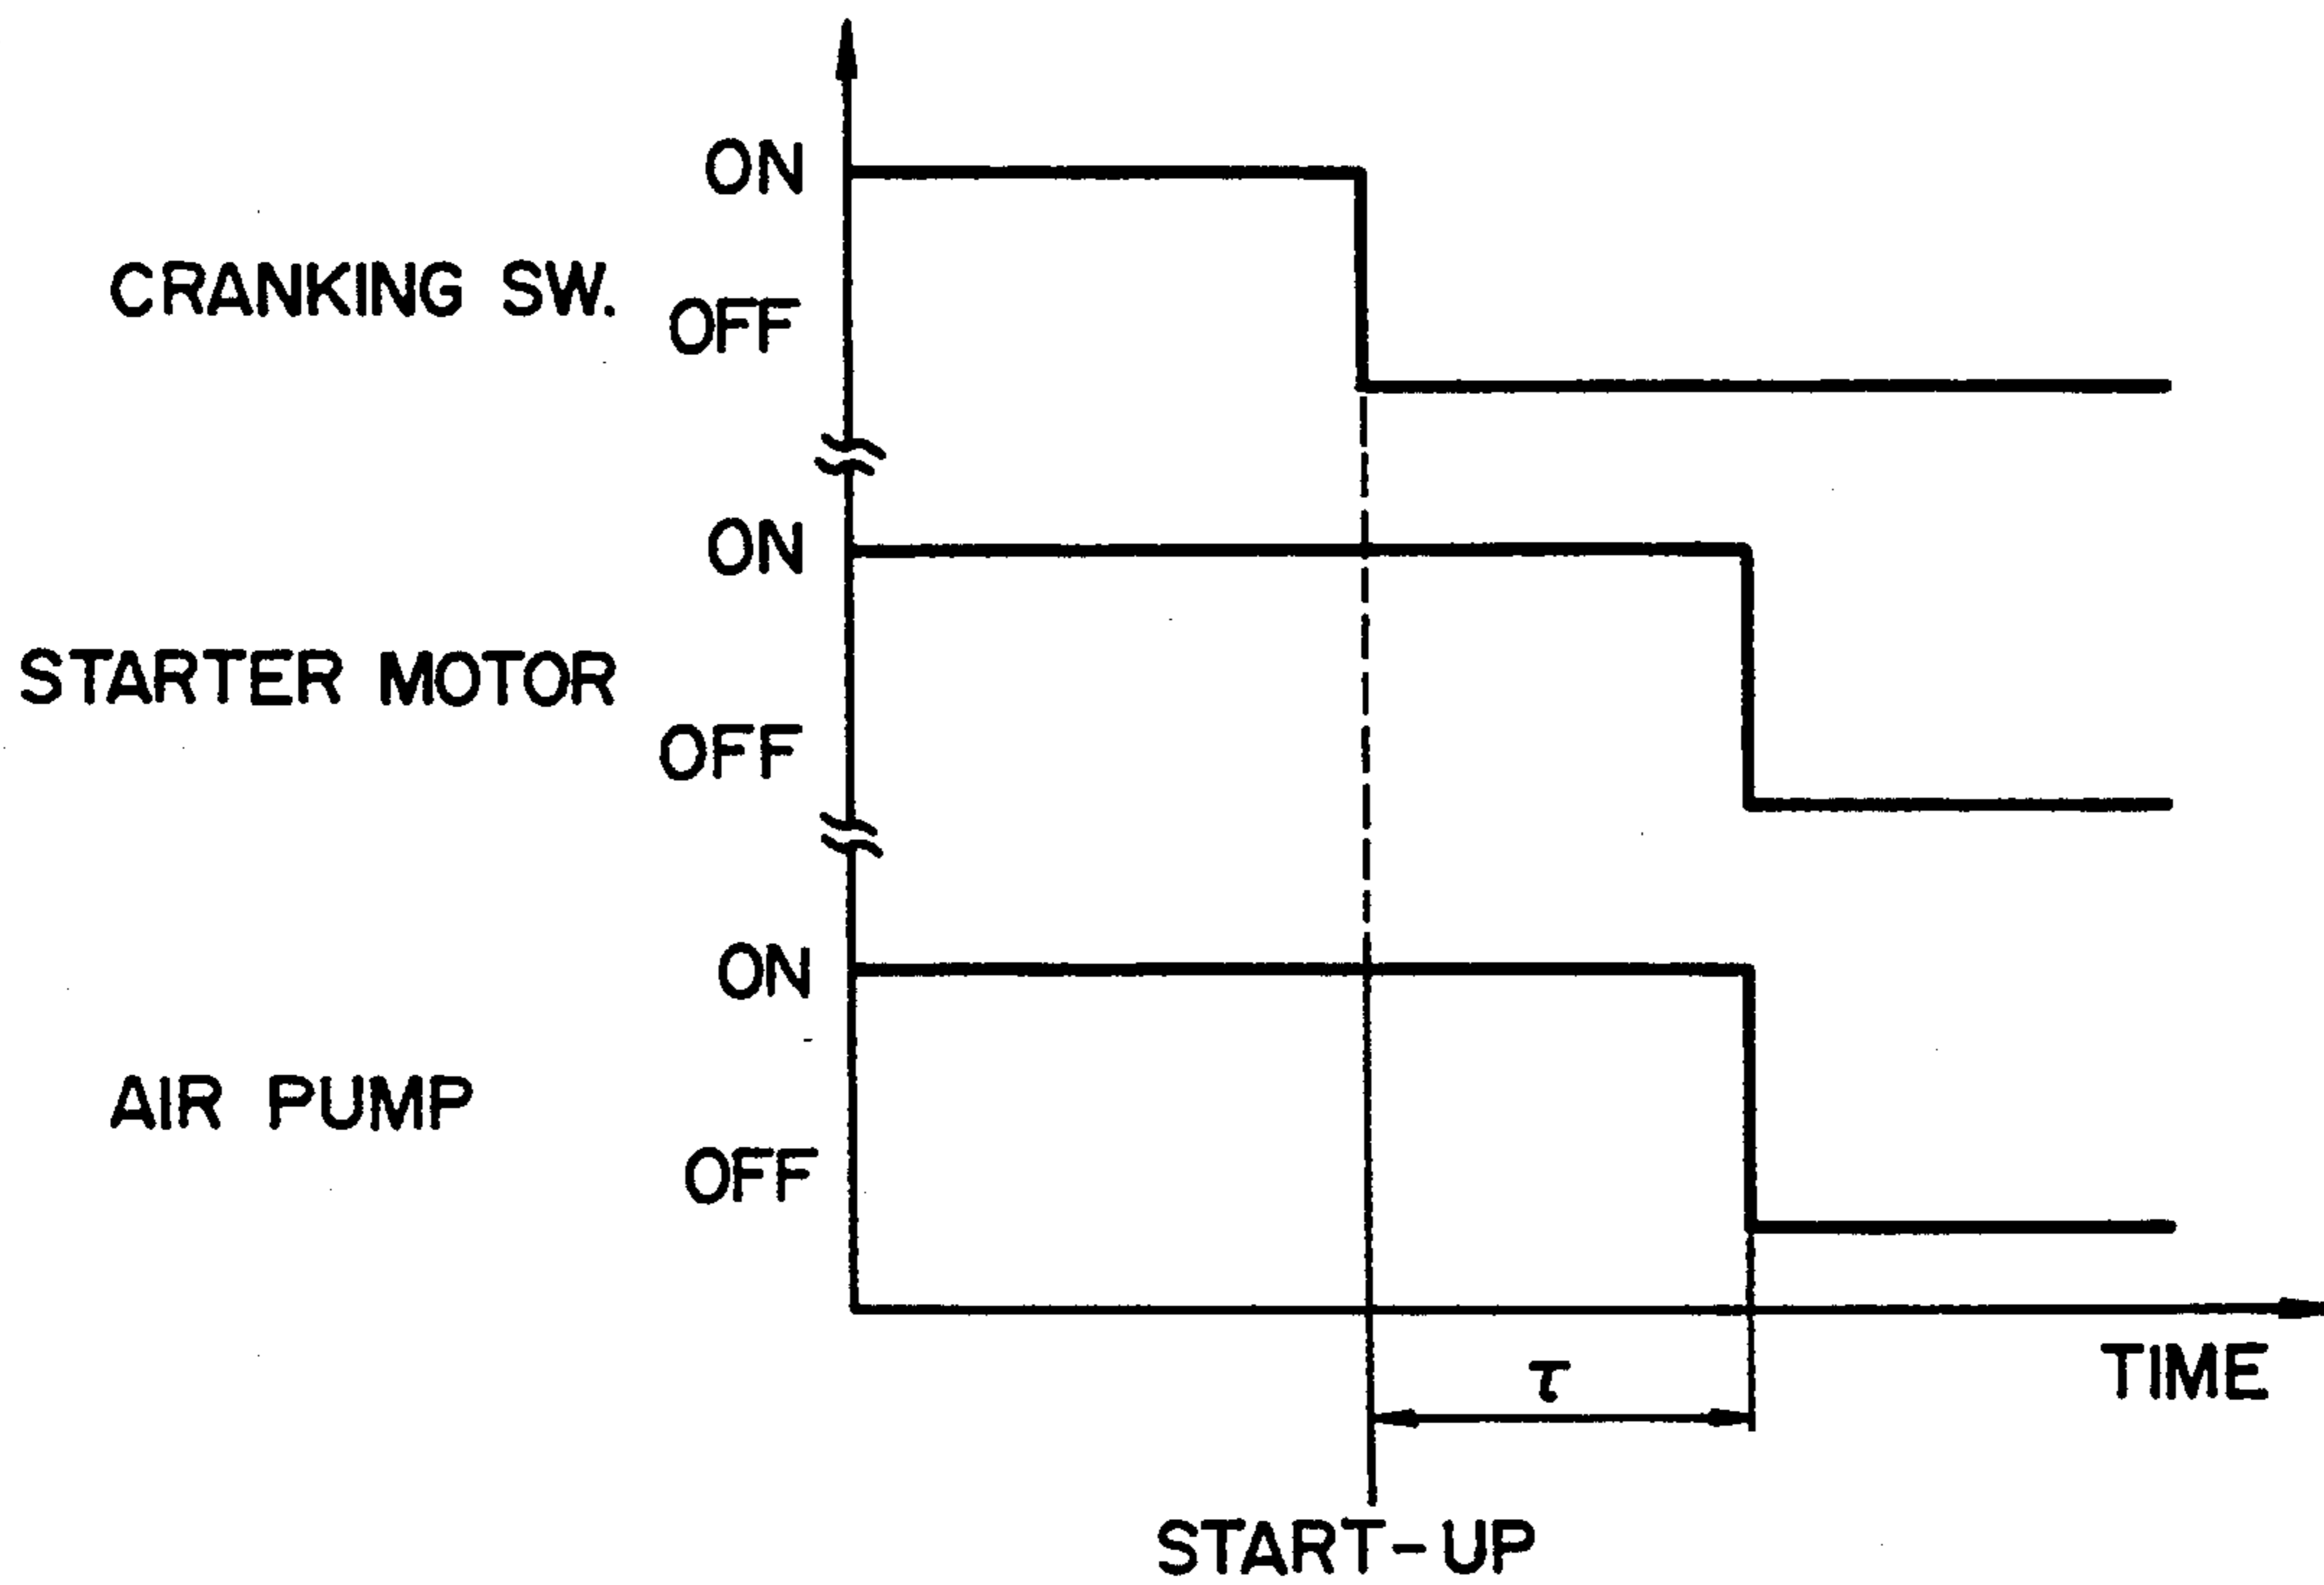 ON
CRANKING SW.
OFF
ON
STARTER MOTOR
OFF
ON
AIR PUMP
OFF
TIME
τ
START-UP